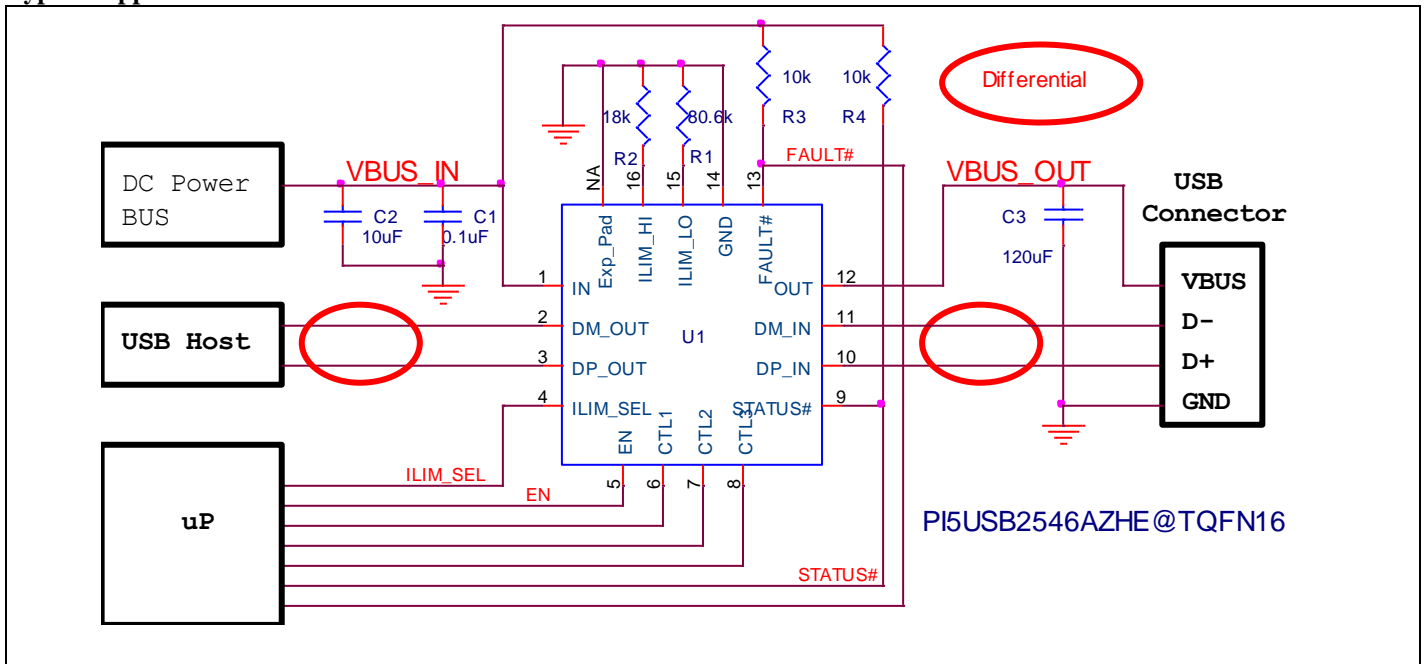 10k
10k
Differential
18k
80.6k
R3
R4
R2
R1
FAULT#
DC Power
BUS
VBUS_IN
VBUS_OUT
USB
Connector
NA
16
15
14
13
C2
10uF
C1
0.1uF
C3
120uF
Exp_Pad
ILIM_HI
ILIM_LO
GND
FAULT#
1
IN
OUT
12
VBUS
USB Host
2
DM_OUT
U1
DM_IN
11
D-
3
DP_OUT
DP_IN
10
D+
4
ILIM_SEL
STATUS#
9
GND
EN
CTL1
CTL2
CTL3
5
6
7
8
uP
ILIM_SEL
EN
PI5USB2546AZHE@TQFN16
STATUS#